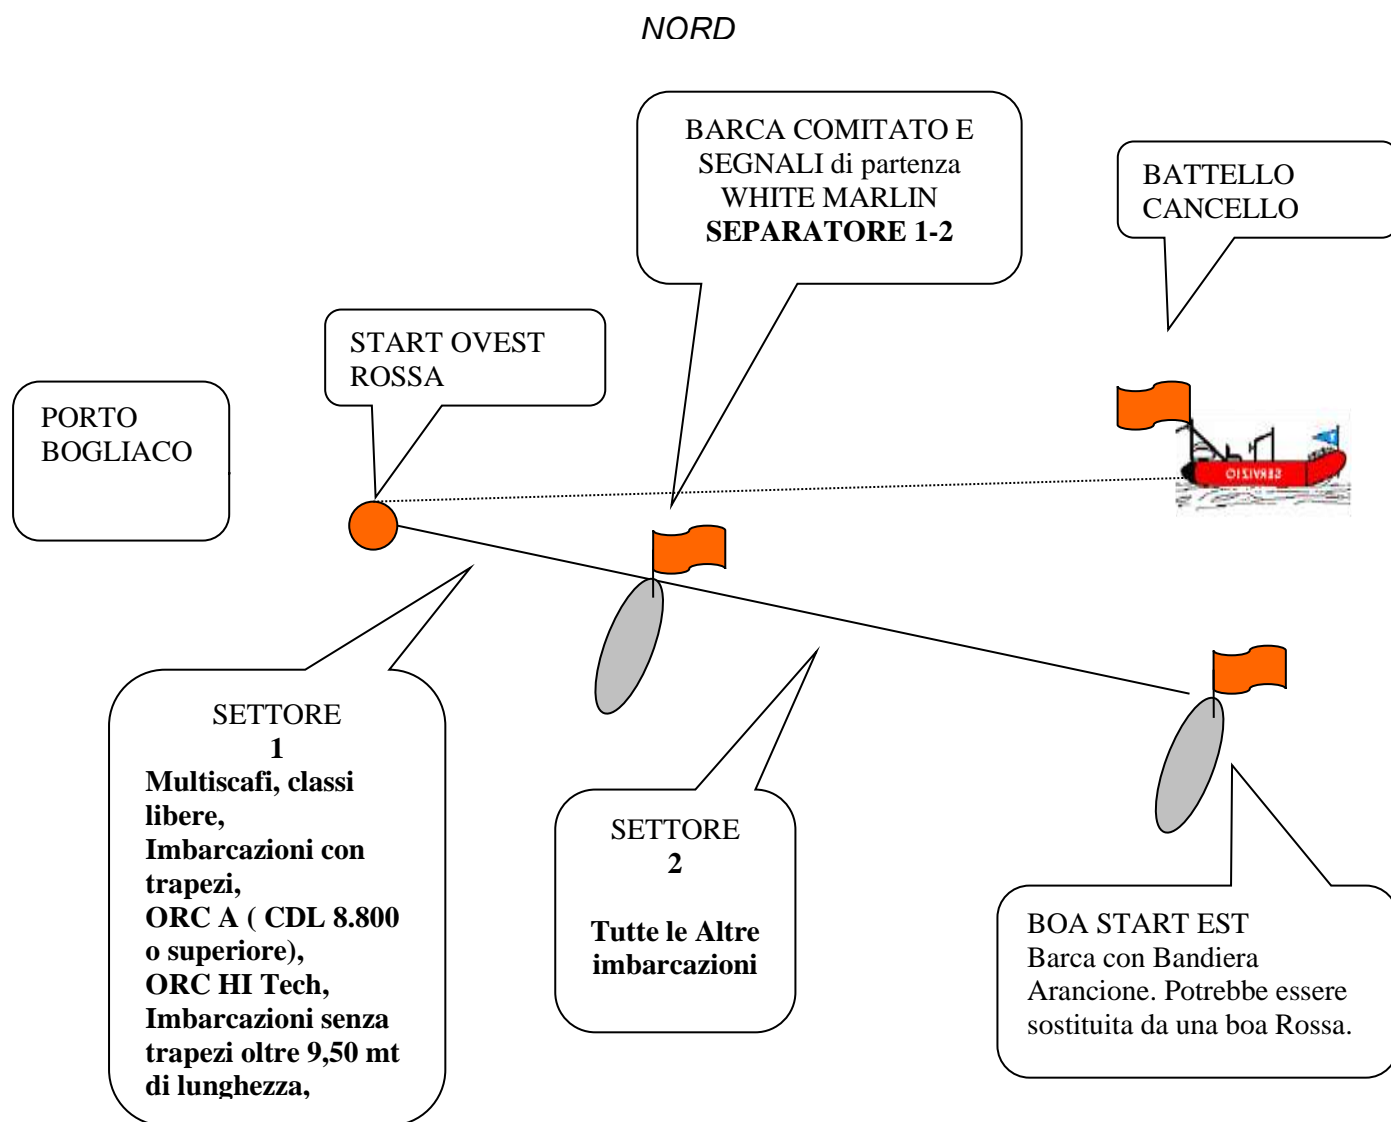 NORD
BARCA COMITATO E
SEGNALI di partenza
WHITE MARLIN
SEPARATORE 1-2
BATTELLO
CANCELLO
START OVEST
ROSSA
PORTO
BOGLIACO
SERVIZIO
SETTORE
1
Multiscafi, classi
libere,
Imbarcazioni con
trapezi,
ORC A ( CDL 8.800
o superiore),
ORC HI Tech,
Imbarcazioni senza
trapezi oltre 9,50 mt
di lunghezza,
SETTORE
2
Tutte le Altre
imbarcazioni
BOA START EST
Barca con Bandiera
Arancione. Potrebbe essere
sostituita da una boa Rossa.